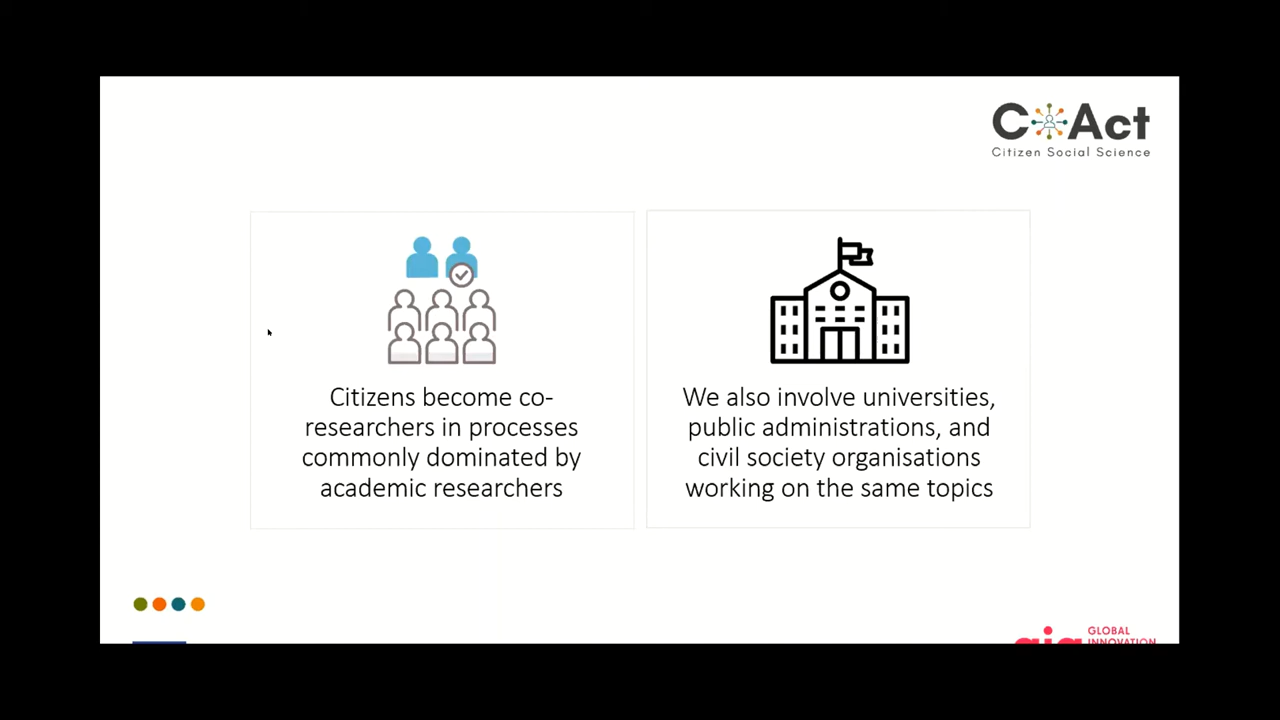 CoAct
Citizen Social Science
Citizens become co-
researchers in processes
commonly dominated by
academic researchers
We also involve universities,
public administrations, and
civil society organisations
working on the same topics
gig
GLOBAL
INNOVATION